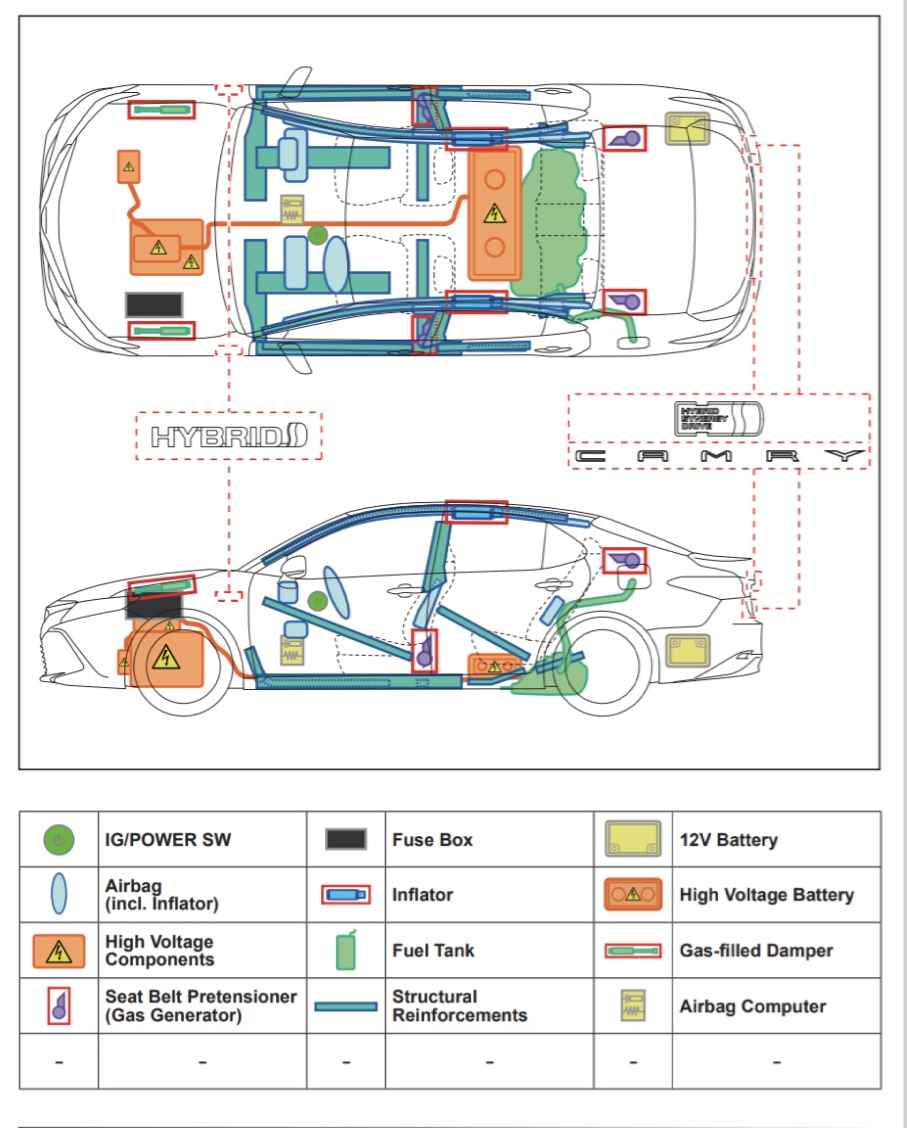 HYBRID
HYBRID
SYNERGY
DRIVE
CAMRY
IG/POWER SW
Fuse Box
12V Battery
Airbag
(incl. Inflator)
Inflator
High Voltage Battery
High Voltage
Components
Fuel Tank
Gas-filled Damper
Seat Belt Pretensioner
(Gas Generator)
Structural
Reinforcements
Airbag Computer
- - - - - -